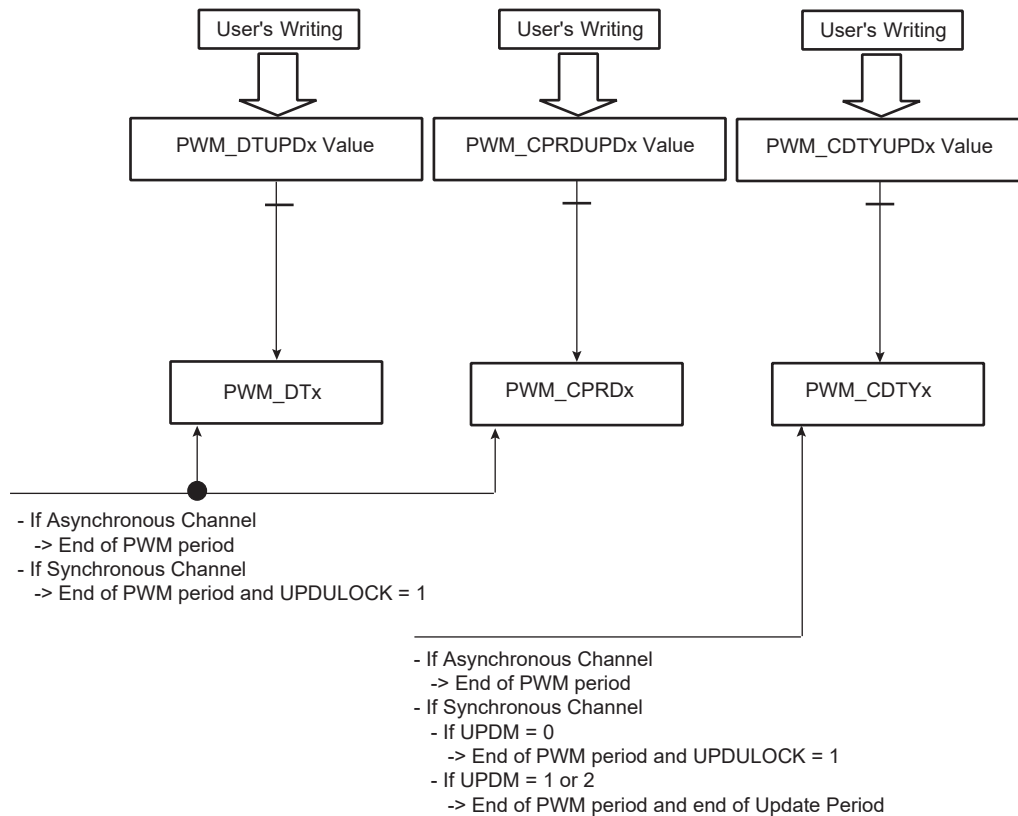 User's Writing
User's Writing
User's Writing
PWM_DTUPDx Value
PWM_CPRDUPDx Value
PWM_CDTYUPDx Value
PWM_DTx
PWM_CPRDx
PWM_CDTYx
- If Asynchronous Channel
-> End of PWM period
- If Synchronous Channel
-> End of PWM period and UPDULOCK = 1
- If Asynchronous Channel
-> End of PWM period
- If Synchronous Channel
- If UPDM = 0
-> End of PWM period and UPDULOCK = 1
- If UPDM = 1 or 2
-> End of PWM period and end of Update Period